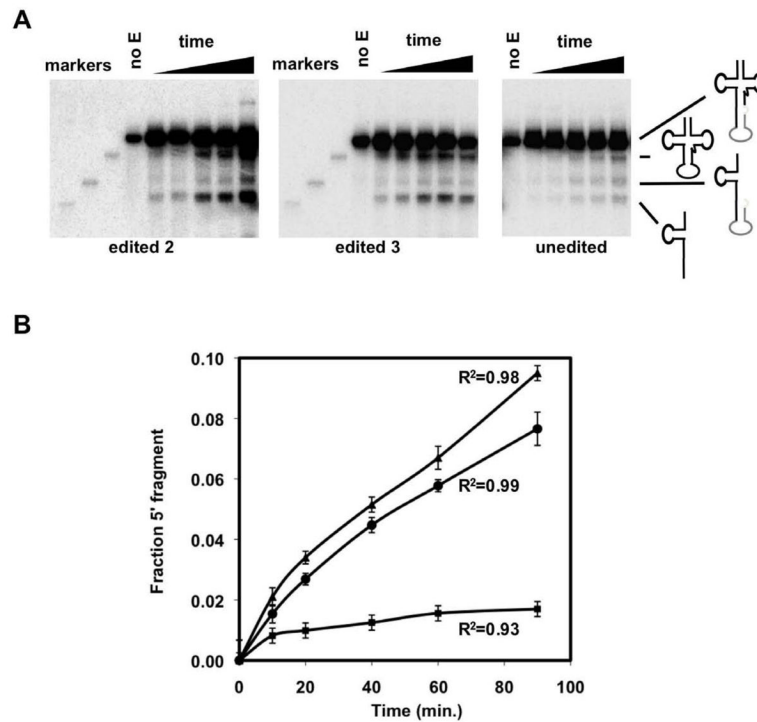 A
markers
no E
time
markers
no E
time
no E
time
edited 2
edited 3
unedited
B
Fraction 5' fragment
0.10
0.08
0.06
0.04
0.02
0.00
R²=0.98
R²=0.99
R²=0.93
0 20 40 60 80 100
Time (min.)